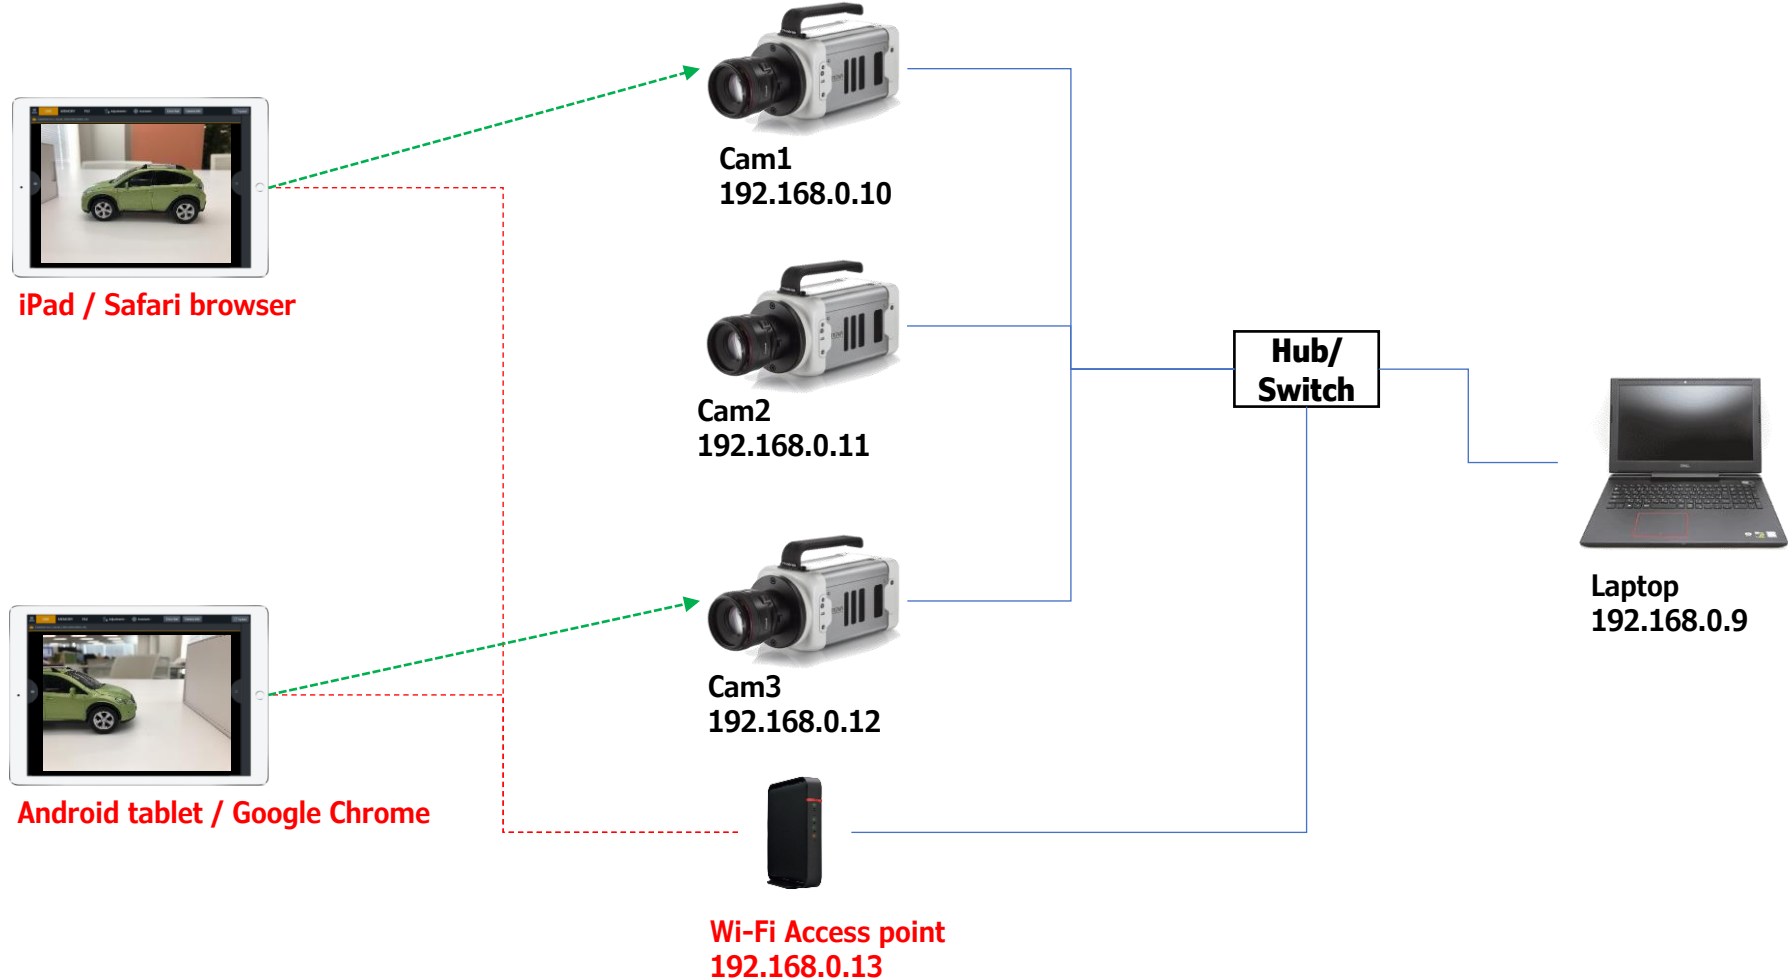 Cam1
192.168.0.10
iPad / Safari browser
Cam2
192.168.0.11
Hub/
Switch
Laptop
192.168.0.9
Cam3
192.168.0.12
Android tablet / Google Chrome
Wi-Fi Access point
192.168.0.13